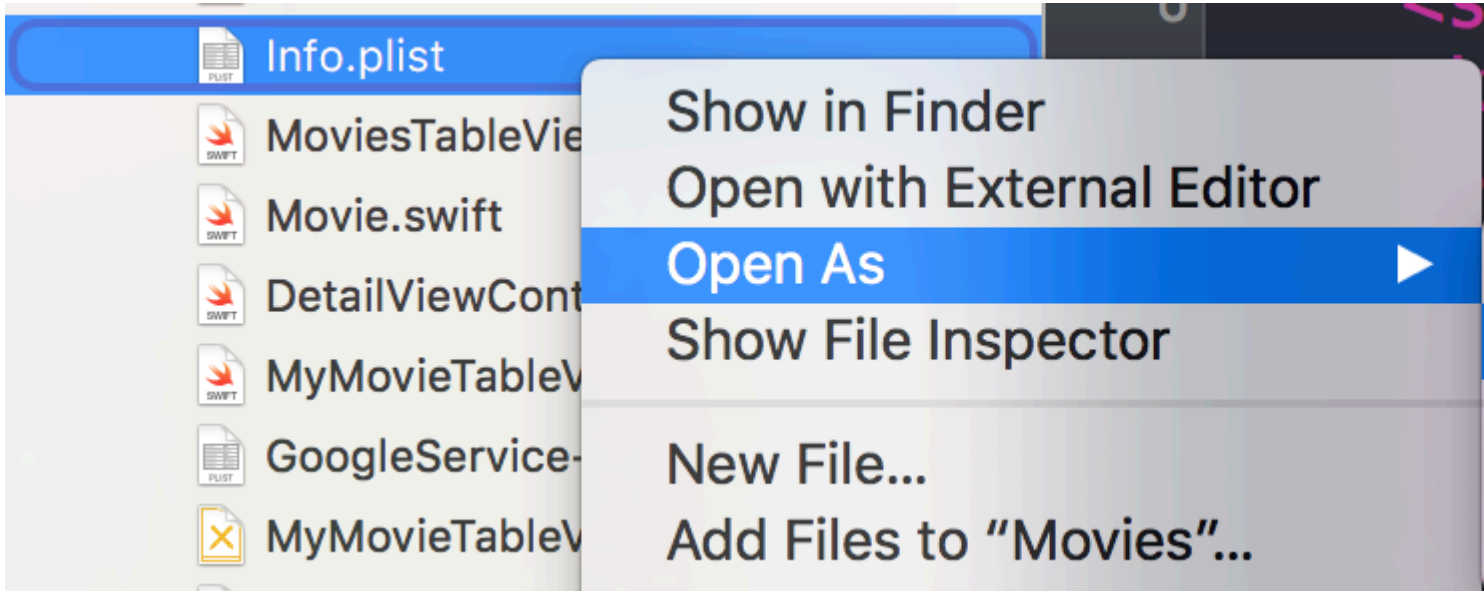 Info.plist
MoviesTableVie
Movie.swift
DetailViewCont
MyMovieTableV
GoogleService-
MyMovieTableV
Show in Finder
Open with External Editor
Open As
Show File Inspector
New File...
Add Files to “Movies”...
PLIST
SWIFT
SWIFT
SWIFT
SWIFT
PLIST